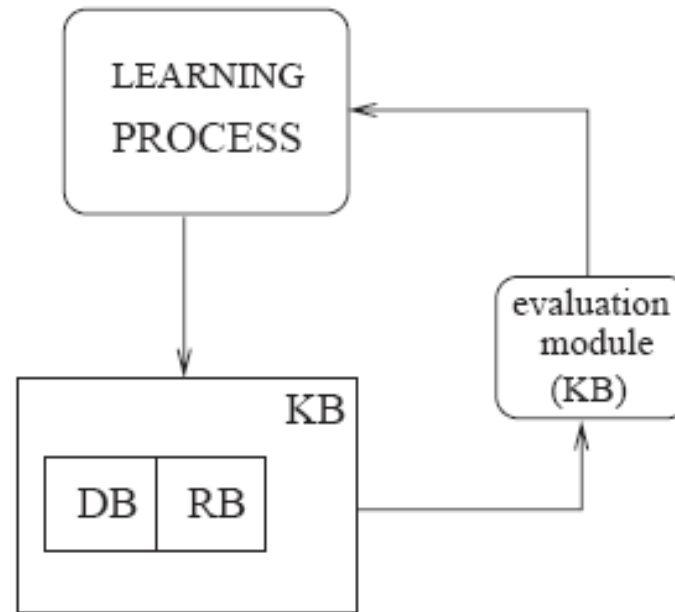 LEARNING
PROCESS
evaluation
module
(KB)
KB
DB
RB